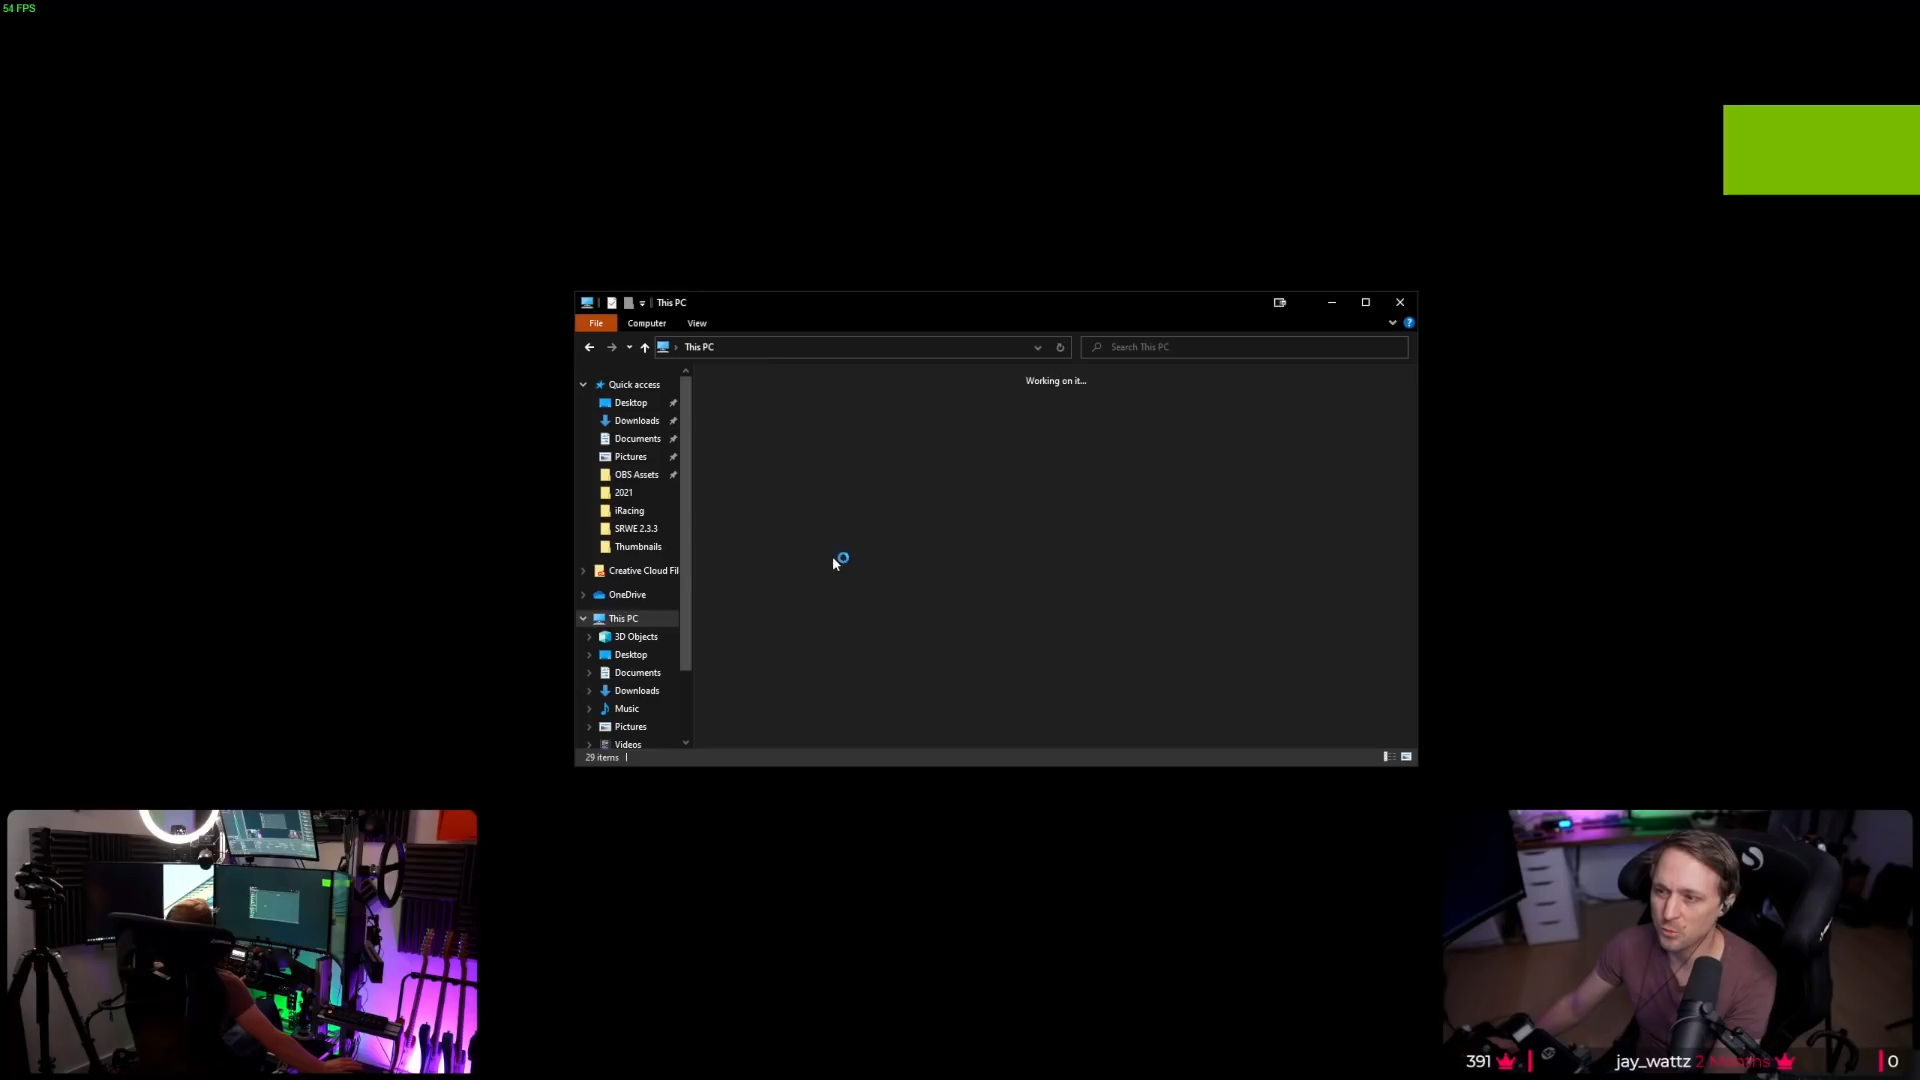 54 FPS
This PC
File Computer View
This PC
Search This PC
Working on it...
Quick access
Desktop
Downloads
Documents
Pictures
OBS Assets
2021
iRacing
SRWE 2.3.3
Thumbnails
Creative Cloud Fil
OneDrive
This PC
3D Objects
Desktop
Documents
Downloads
Music
Pictures
Videos
29 items
391
jay_wattz 2 Months
0